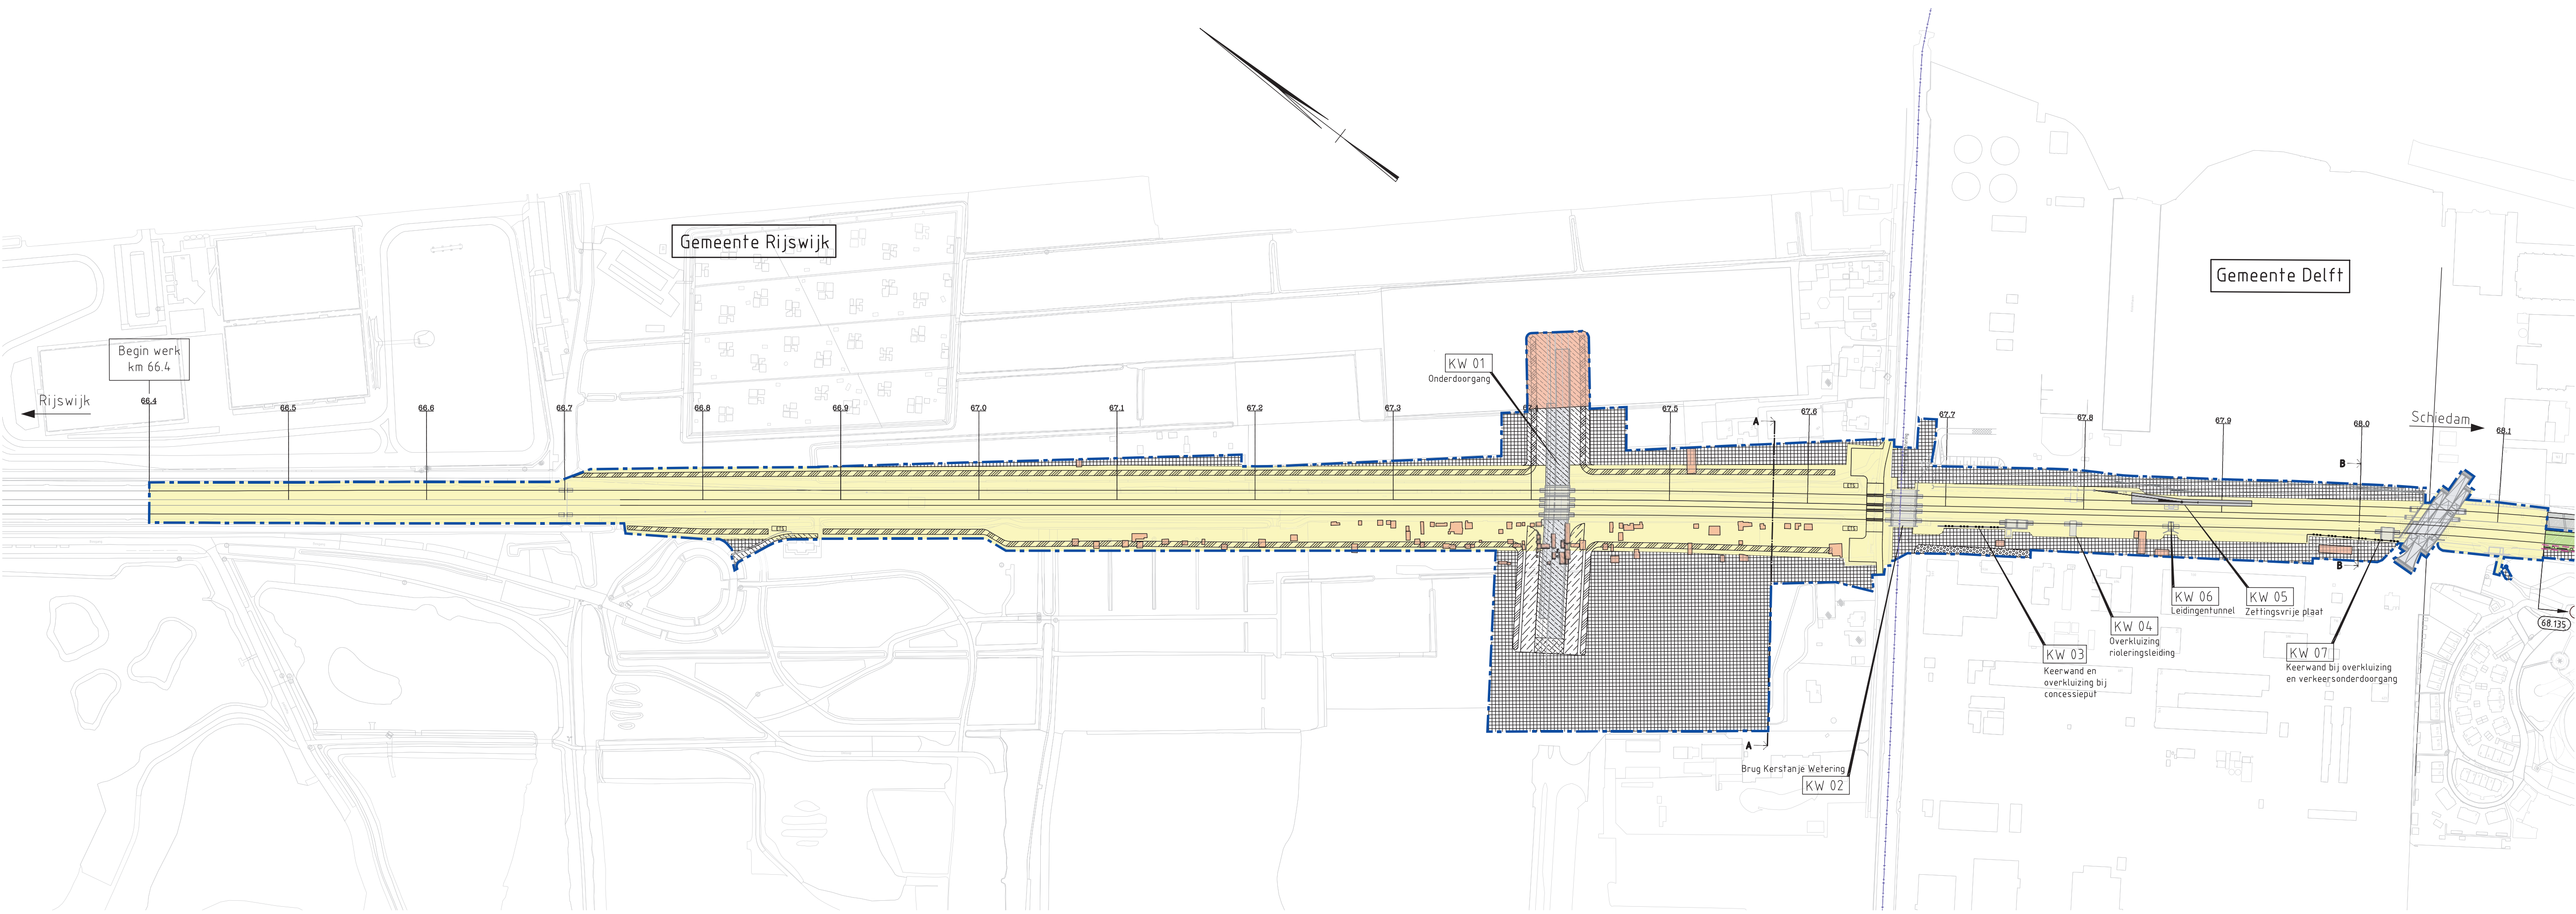 Gemeente Rijswijk
Gemeente Delft
Begin werk
km 66.4
Rijswijk
KW 01
Onderdoorgang
66.4
66.5
66.6
66.7
66.8
66.9
67.0
67.1
67.2
67.3
67.5
67.6
67.7
67.8
67.9
68.0
68.1
Schiedam
A
B
B
KW 06
Leidingentunnel
KW 05
Zettingsvrije plaat
KW 04
Overkluizing
rioleringsleiding
68.135
KW 03
Keerwand en
overkluizing bij
concessieput
KW 07
Keerwand bij overkluizing
en verkeersonderdoorgang
A
Brug Kerstanje Wetering
KW 02